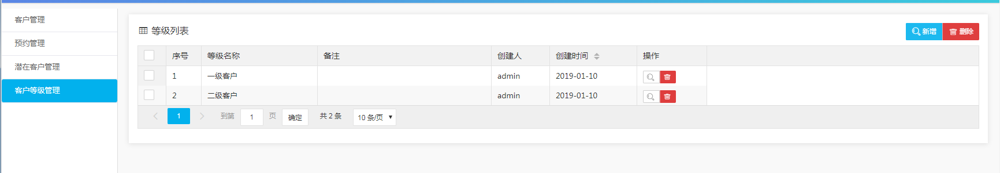 客户管理
预约管理
潜在客户管理
客户等级管理
等级列表
新增 删除
序号 等级名称 备注 创建人 创建时间 操作
1 一级客户 admin 2019-01-10
2 二级客户 admin 2019-01-10
1 到第 1 页 确定 共 2 条 10 条/页